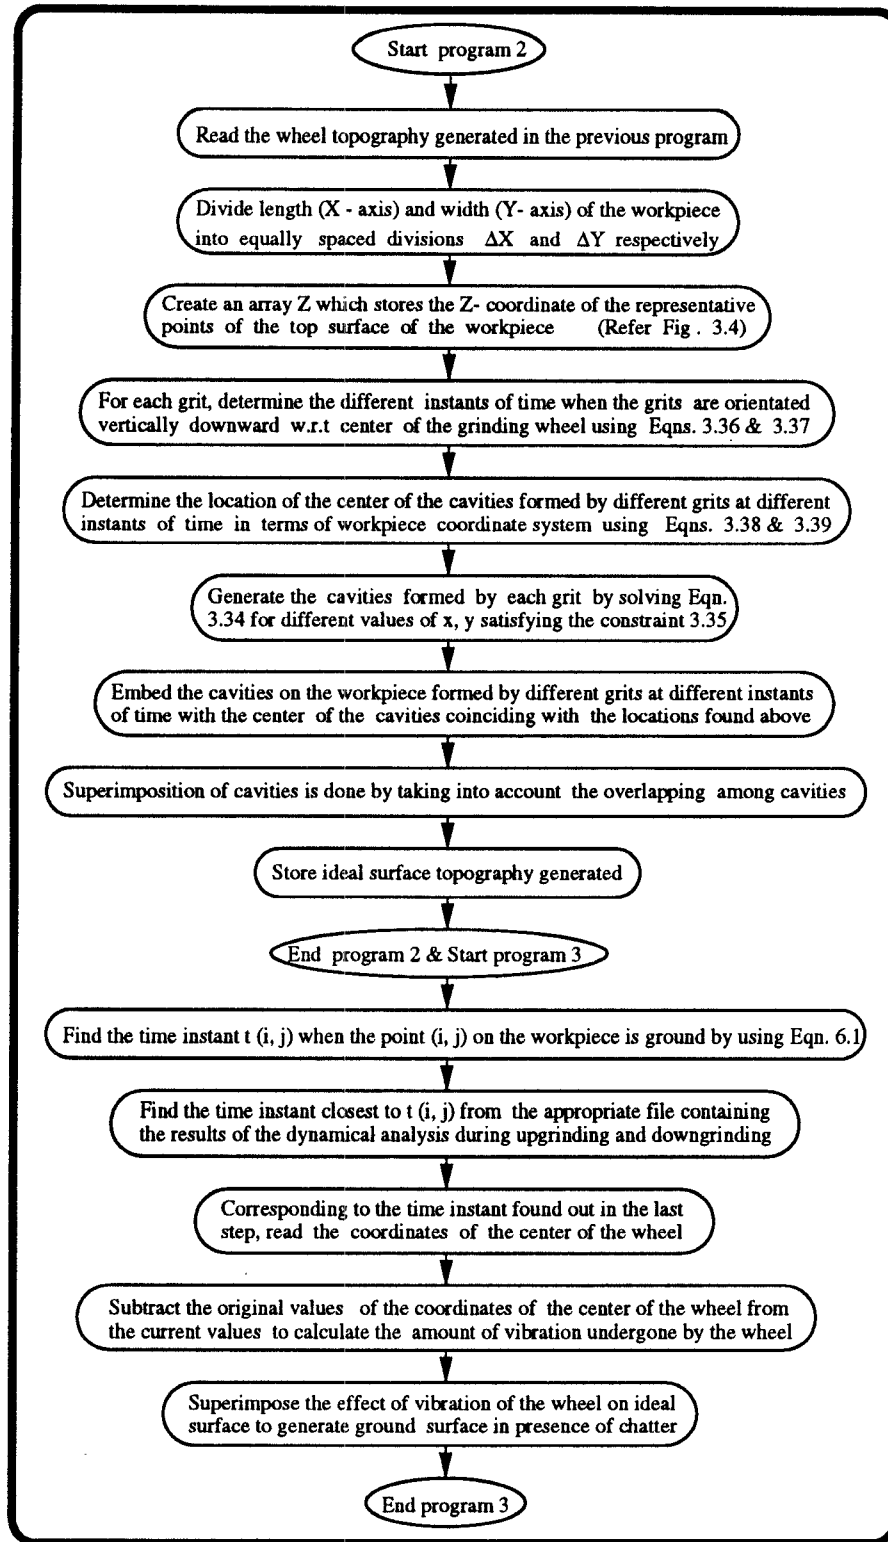 Start program 2
Read the wheel topography generated in the previous program
Divide length (X - axis) and width (Y- axis) of the workpiece
into equally spaced divisions ΔX and ΔY respectively
Create an array Z which stores the Z- coordinate of the representative
points of the top surface of the workpiece (Refer Fig . 3.4)
For each grit, determine the different instants of time when the grits are orientated
vertically downward w.r.t center of the grinding wheel using Eqns. 3.36 & 3.37
Determine the location of the center of the cavities formed by different grits at different
instants of time in terms of workpiece coordinate system using Eqns. 3.38 & 3.39
Generate the cavities formed by each grit by solving Eqn.
3.34 for different values of x, y satisfying the constraint 3.35
Embed the cavities on the workpiece formed by different grits at different instants
of time with the center of the cavities coinciding with the locations found above
Superimposition of cavities is done by taking into account the overlapping among cavities
Store ideal surface topography generated
End program 2 & Start program 3
Find the time instant t (i, j) when the point (i, j) on the workpiece is ground by using Eqn. 6.1
Find the time instant closest to t (i, j) from the appropriate file containing
the results of the dynamical analysis during upgrinding and downgrinding
Corresponding to the time instant found out in the last
step, read the coordinates of the center of the wheel
Subtract the original values of the coordinates of the center of the wheel from
the current values to calculate the amount of vibration undergone by the wheel
Superimpose the effect of vibration of the wheel on ideal
surface to generate ground surface in presence of chatter
End program 3